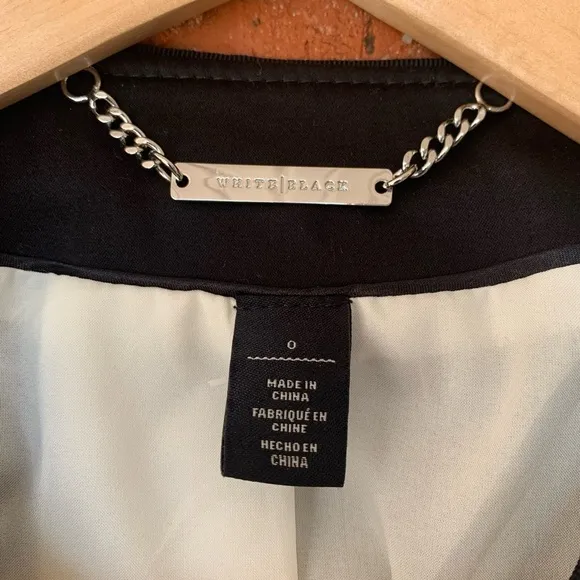 WHITE|BLACK
0
MADE IN
CHINA
FABRIQUÉ EN
CHINE
HECHO EN
CHINA